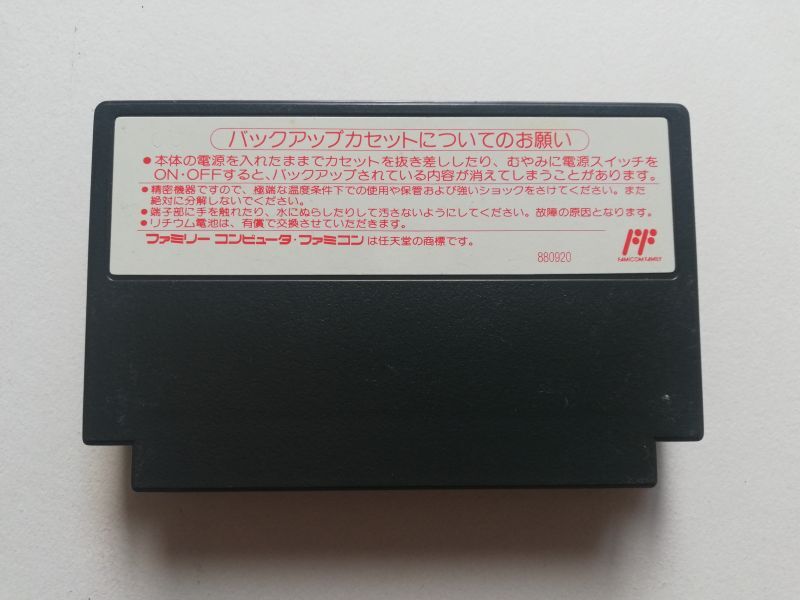 バックアップカセットについてのお願い
●本体の電源を入れたままでカセットを抜き差ししたり、むやみに電源スイッチを
ON・OFFすると、バックアップされている内容が消えてしまうことがあります。
●精密機器ですので、極端な温度条件下での使用や保管および強いショックをさけてください。また
絶対に分解しないでください。
●端子部に手を触れたり、水にぬらしたりして汚さないようにしてください。故障の原因となります。
●リチウム電池は、有償で交換させていただきます。
ファミリーコンピュータ・ファミコンは任天堂の商標です。
880920
FAMICOM FAMILY